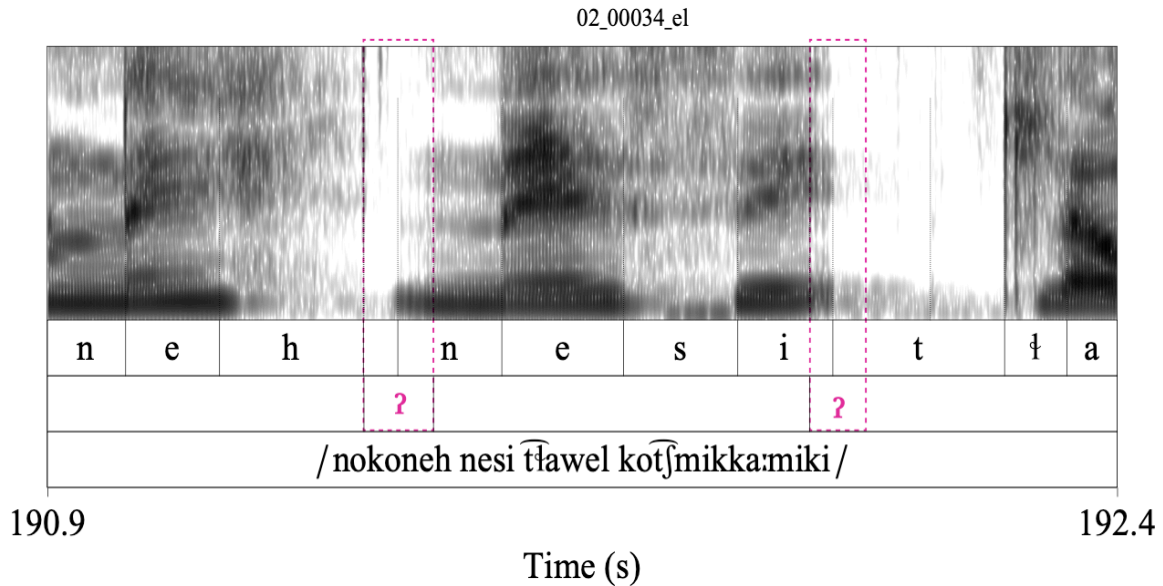 02_00034_el
n e h n e s i t ɬ a
ʔ ʔ
/nokoneh nesi t͡ɬawel kot͡ʃmikkaːmiki/
190.9 192.4
Time (s)